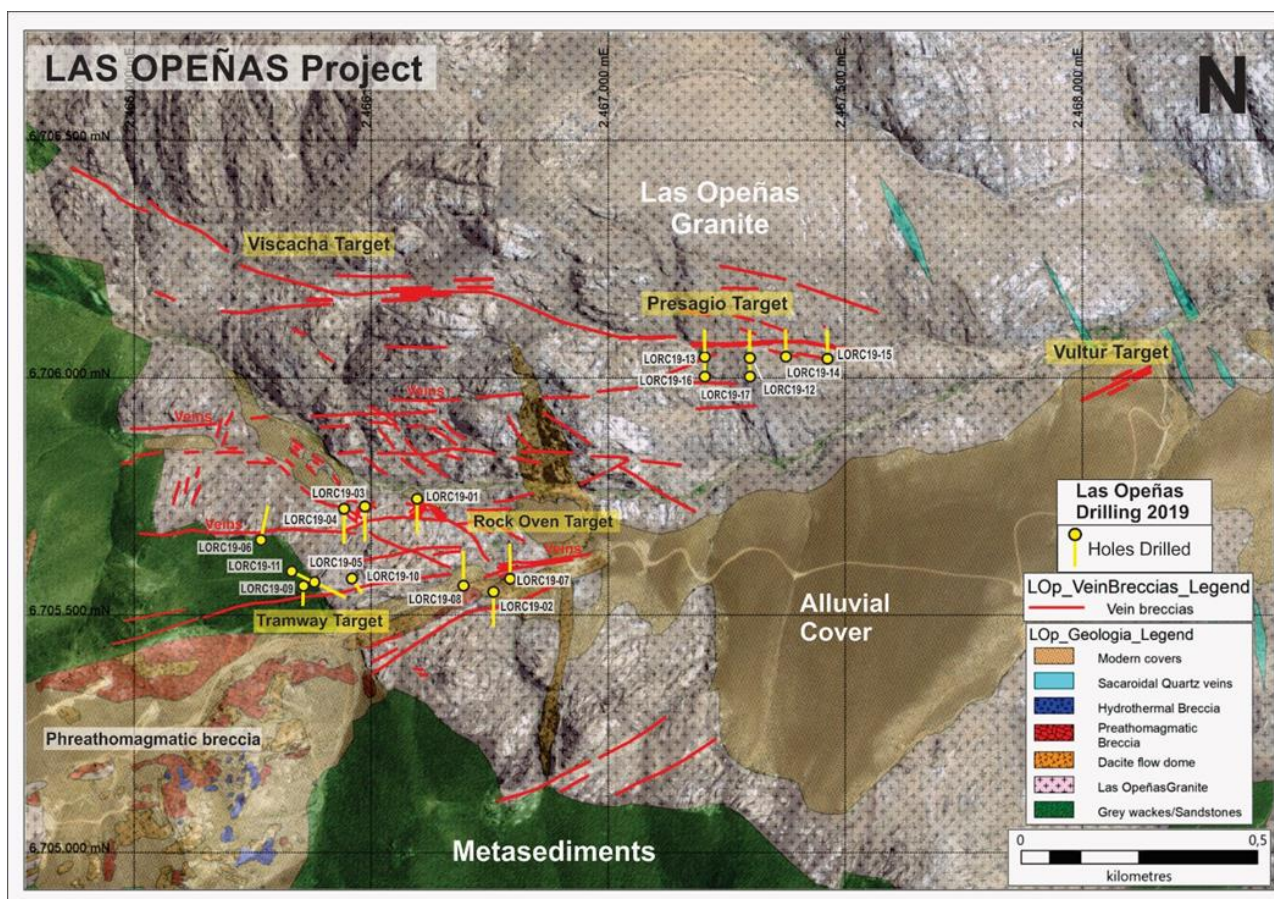 LAS OPEÑAS Project
N
2.467.000 mE
2.467.500 mE
2.468.000 mE
6.706.500 mN
Las Opeñas
Granite
Viscacha Target
Presagio Target
LORC19-13
LORC19-15
LORC19-14
LORC19-16
LORC19-12
LORC19-17
Vultur Target
6.706.000 mN
Veins
Veins
LORC19-03
LORC19-01
LORC19-04
Rock Oven Target
Veins
Veins
LORC19-06
LORC19-05
LORC19-11
LORC19-10
LORC19-07
LORC19-09
LORC19-08
LORC19-02
6.705.500 mN
Tramway Target
Alluvial
Cover
Phreathomagmatic breccia
6.705.000 mN
Metasediments
Las Opeñas
Drilling 2019
Holes Drilled
LOp_VeinBreccias_Legend
Vein breccias
LOp_Geologia_Legend
Modern covers
Sacaroidal Quartz veins
Hydrothermal Breccia
Preathomagmatic
Breccia
Dacite flow dome
Las OpeñasGranite
Grey wackes/Sandstones
0
0,5
kilometres